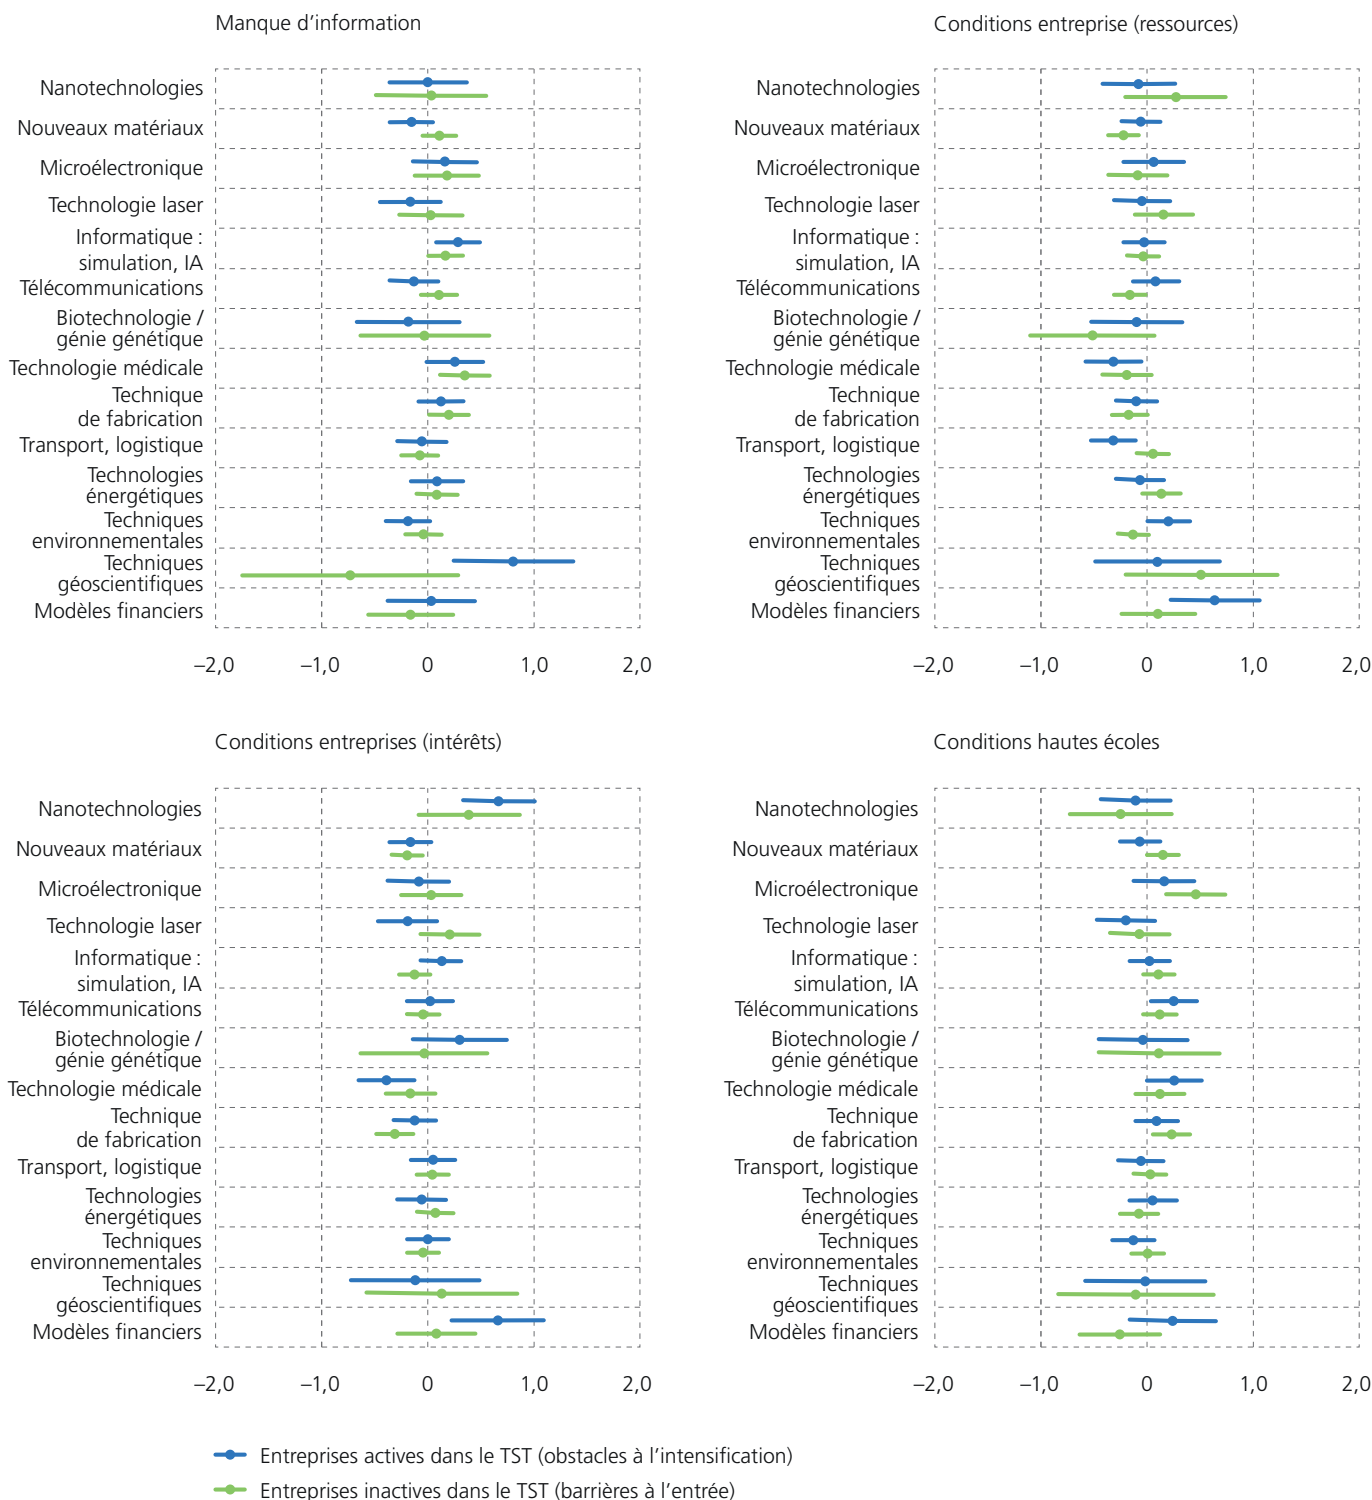 Manque d'information
Nanotechnologies
Nouveaux matériaux
Microélectronique
Technologie laser
Informatique :
simulation, IA
Télécommunications
Biotechnologie /
génie génétique
Technologie médicale
Technique
de fabrication
Transport, logistique
Technologies
énergétiques
Techniques
environnementales
Techniques
géoscientifiques
Modèles financiers
–2,0 –1,0 0 1,0 2,0
Conditions entreprise (ressources)
Nanotechnologies
Nouveaux matériaux
Microélectronique
Technologie laser
Informatique :
simulation, IA
Télécommunications
Biotechnologie /
génie génétique
Technologie médicale
Technique
de fabrication
Transport, logistique
Technologies
énergétiques
Techniques
environnementales
Techniques
géoscientifiques
Modèles financiers
–2,0 –1,0 0 1,0 2,0
Conditions entreprises (intérêts)
Nanotechnologies
Nouveaux matériaux
Microélectronique
Technologie laser
Informatique :
simulation, IA
Télécommunications
Biotechnologie /
génie génétique
Technologie médicale
Technique
de fabrication
Transport, logistique
Technologies
énergétiques
Techniques
environnementales
Techniques
géoscientifiques
Modèles financiers
–2,0 –1,0 0 1,0 2,0
Conditions hautes écoles
Nanotechnologies
Nouveaux matériaux
Microélectronique
Technologie laser
Informatique :
simulation, IA
Télécommunications
Biotechnologie /
génie génétique
Technologie médicale
Technique
de fabrication
Transport, logistique
Technologies
énergétiques
Techniques
environnementales
Techniques
géoscientifiques
Modèles financiers
–2,0 –1,0 0 1,0 2,0
Entreprises actives dans le TST (obstacles à l'intensification)
Entreprises inactives dans le TST (barrières à l'entrée)